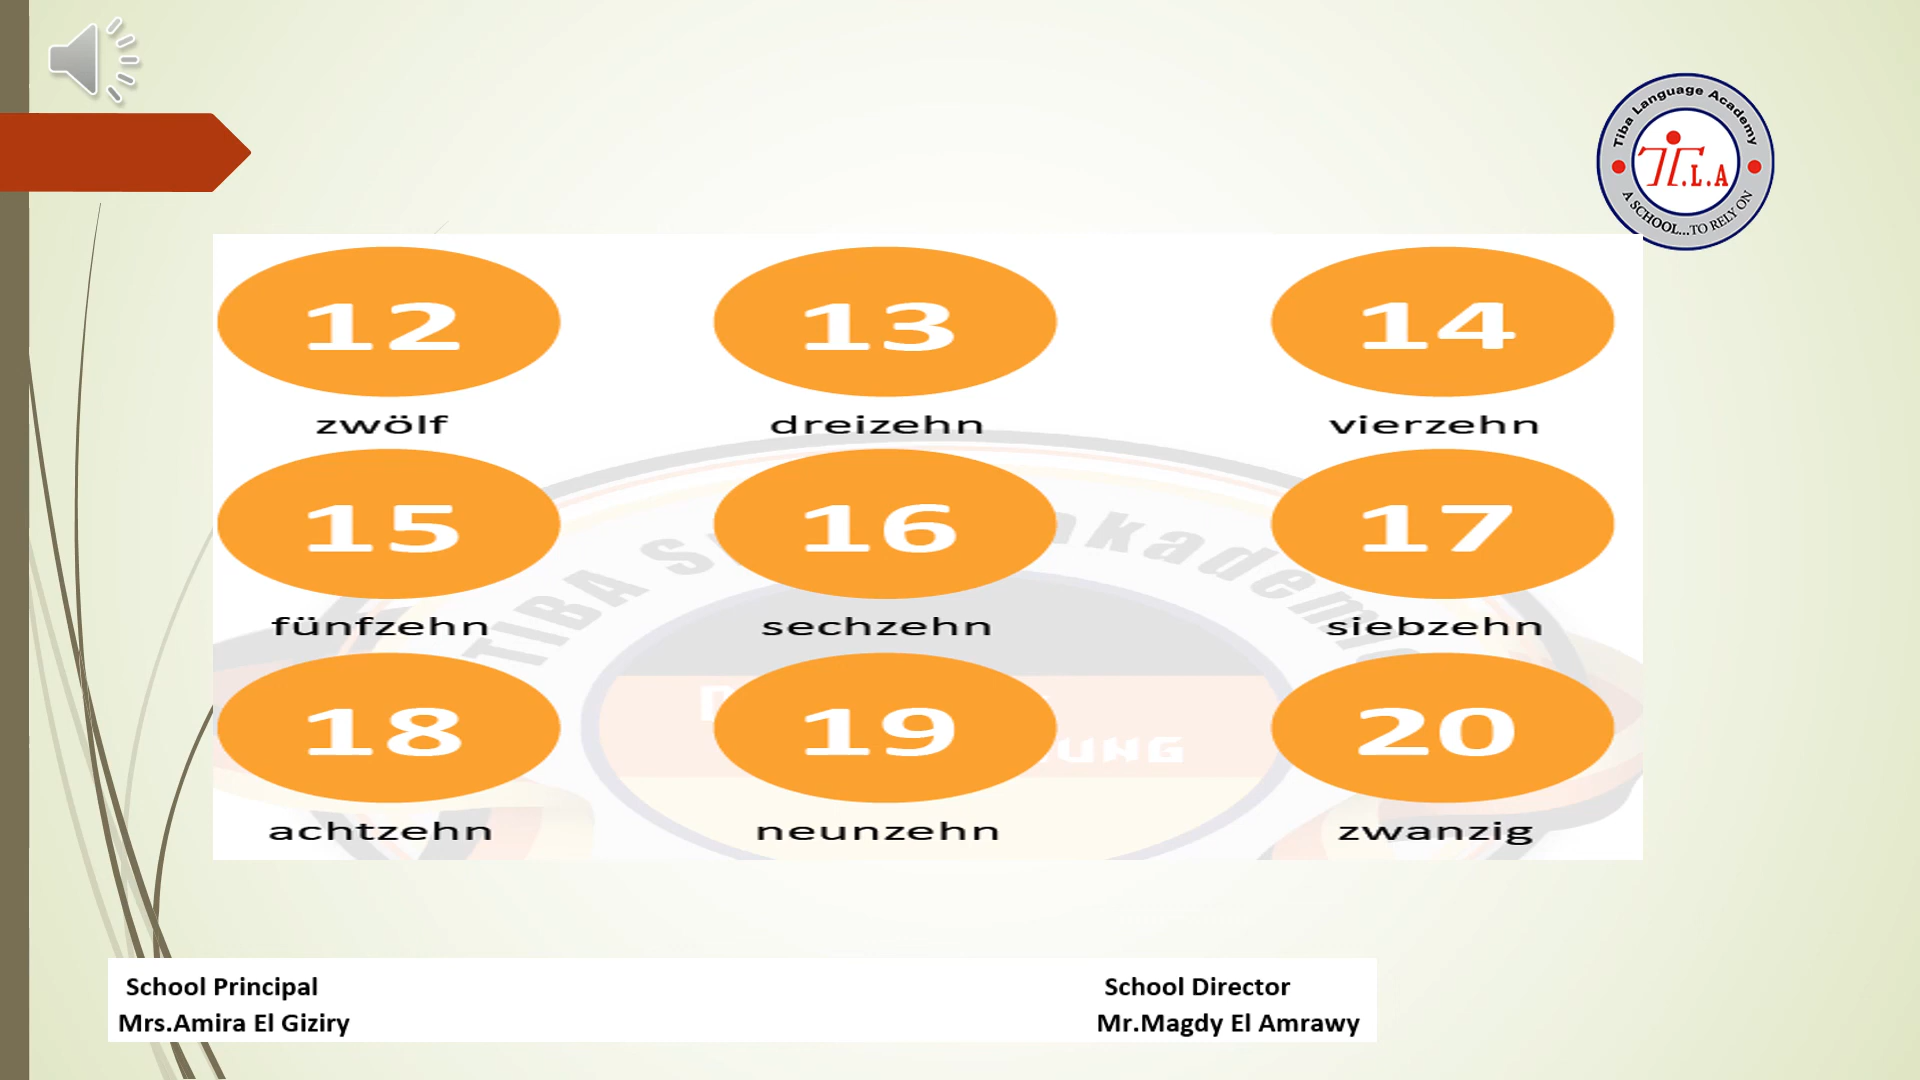 Tiba Language Academy
T.L.A
A SCHOOL...TO RELY ON
12 13 14
zwölf dreizehn vierzehn
15 16 17
fünfzehn sechzehn siebzehn
18 19 20
achtzehn neunzehn zwanzig
TIBA
School Principal School Director
Mrs.Amira El Giziry Mr.Magdy El Amrawy